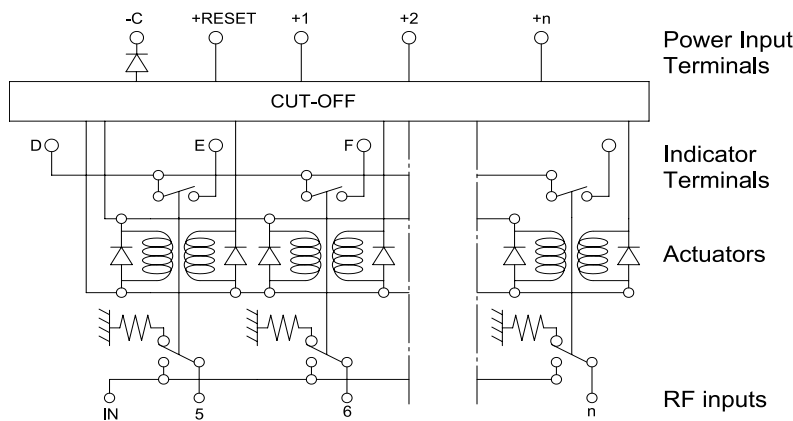 -C +RESET +1 +2 +n
Power Input
Terminals
CUT-OFF
D E F
Indicator
Terminals
Actuators
RF inputs
IN 5 6 n